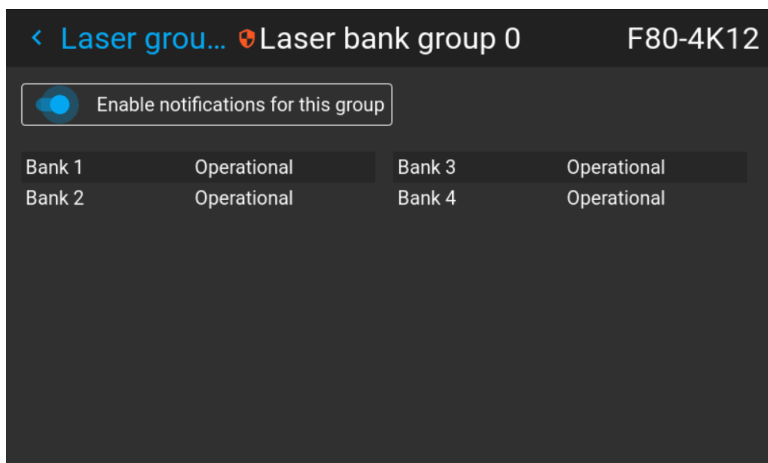 < Laser grou... Laser bank group 0 F80-4K12
Enable notifications for this group
Bank 1 Operational Bank 3 Operational
Bank 2 Operational Bank 4 Operational